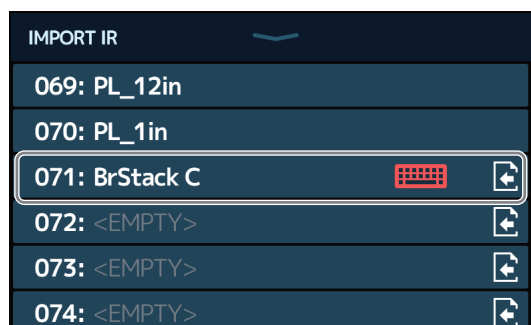 IMPORT IR
069: PL_12in
070: PL_1in
071: BrStack C
072: <EMPTY>
073: <EMPTY>
074: <EMPTY>